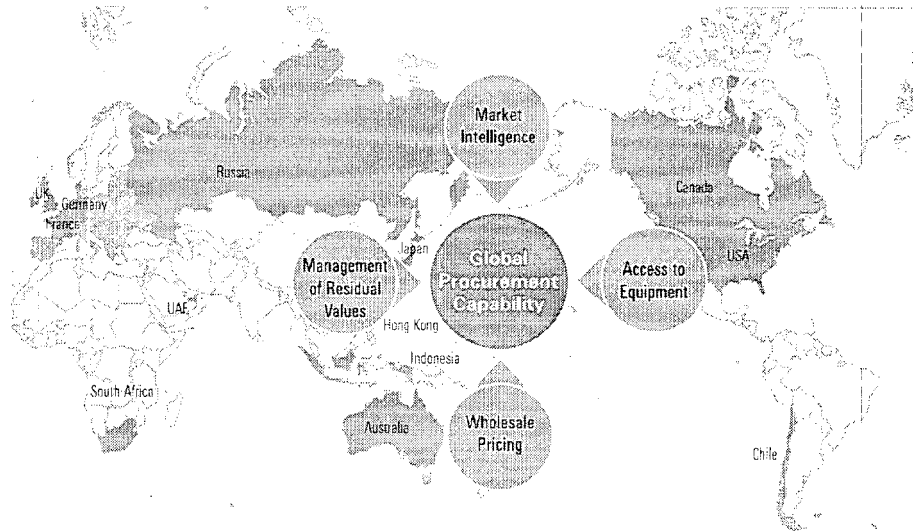 Market
Intelligence
Russia
Canada
UK
Germany
France
Japan
USA
Management
of Residual
Values
Global
Procurement
Capability
Access to
Equipment
UAE
Hong Kong
Indonesia
South Africa
Australia
Wholesale
Pricing
Chile